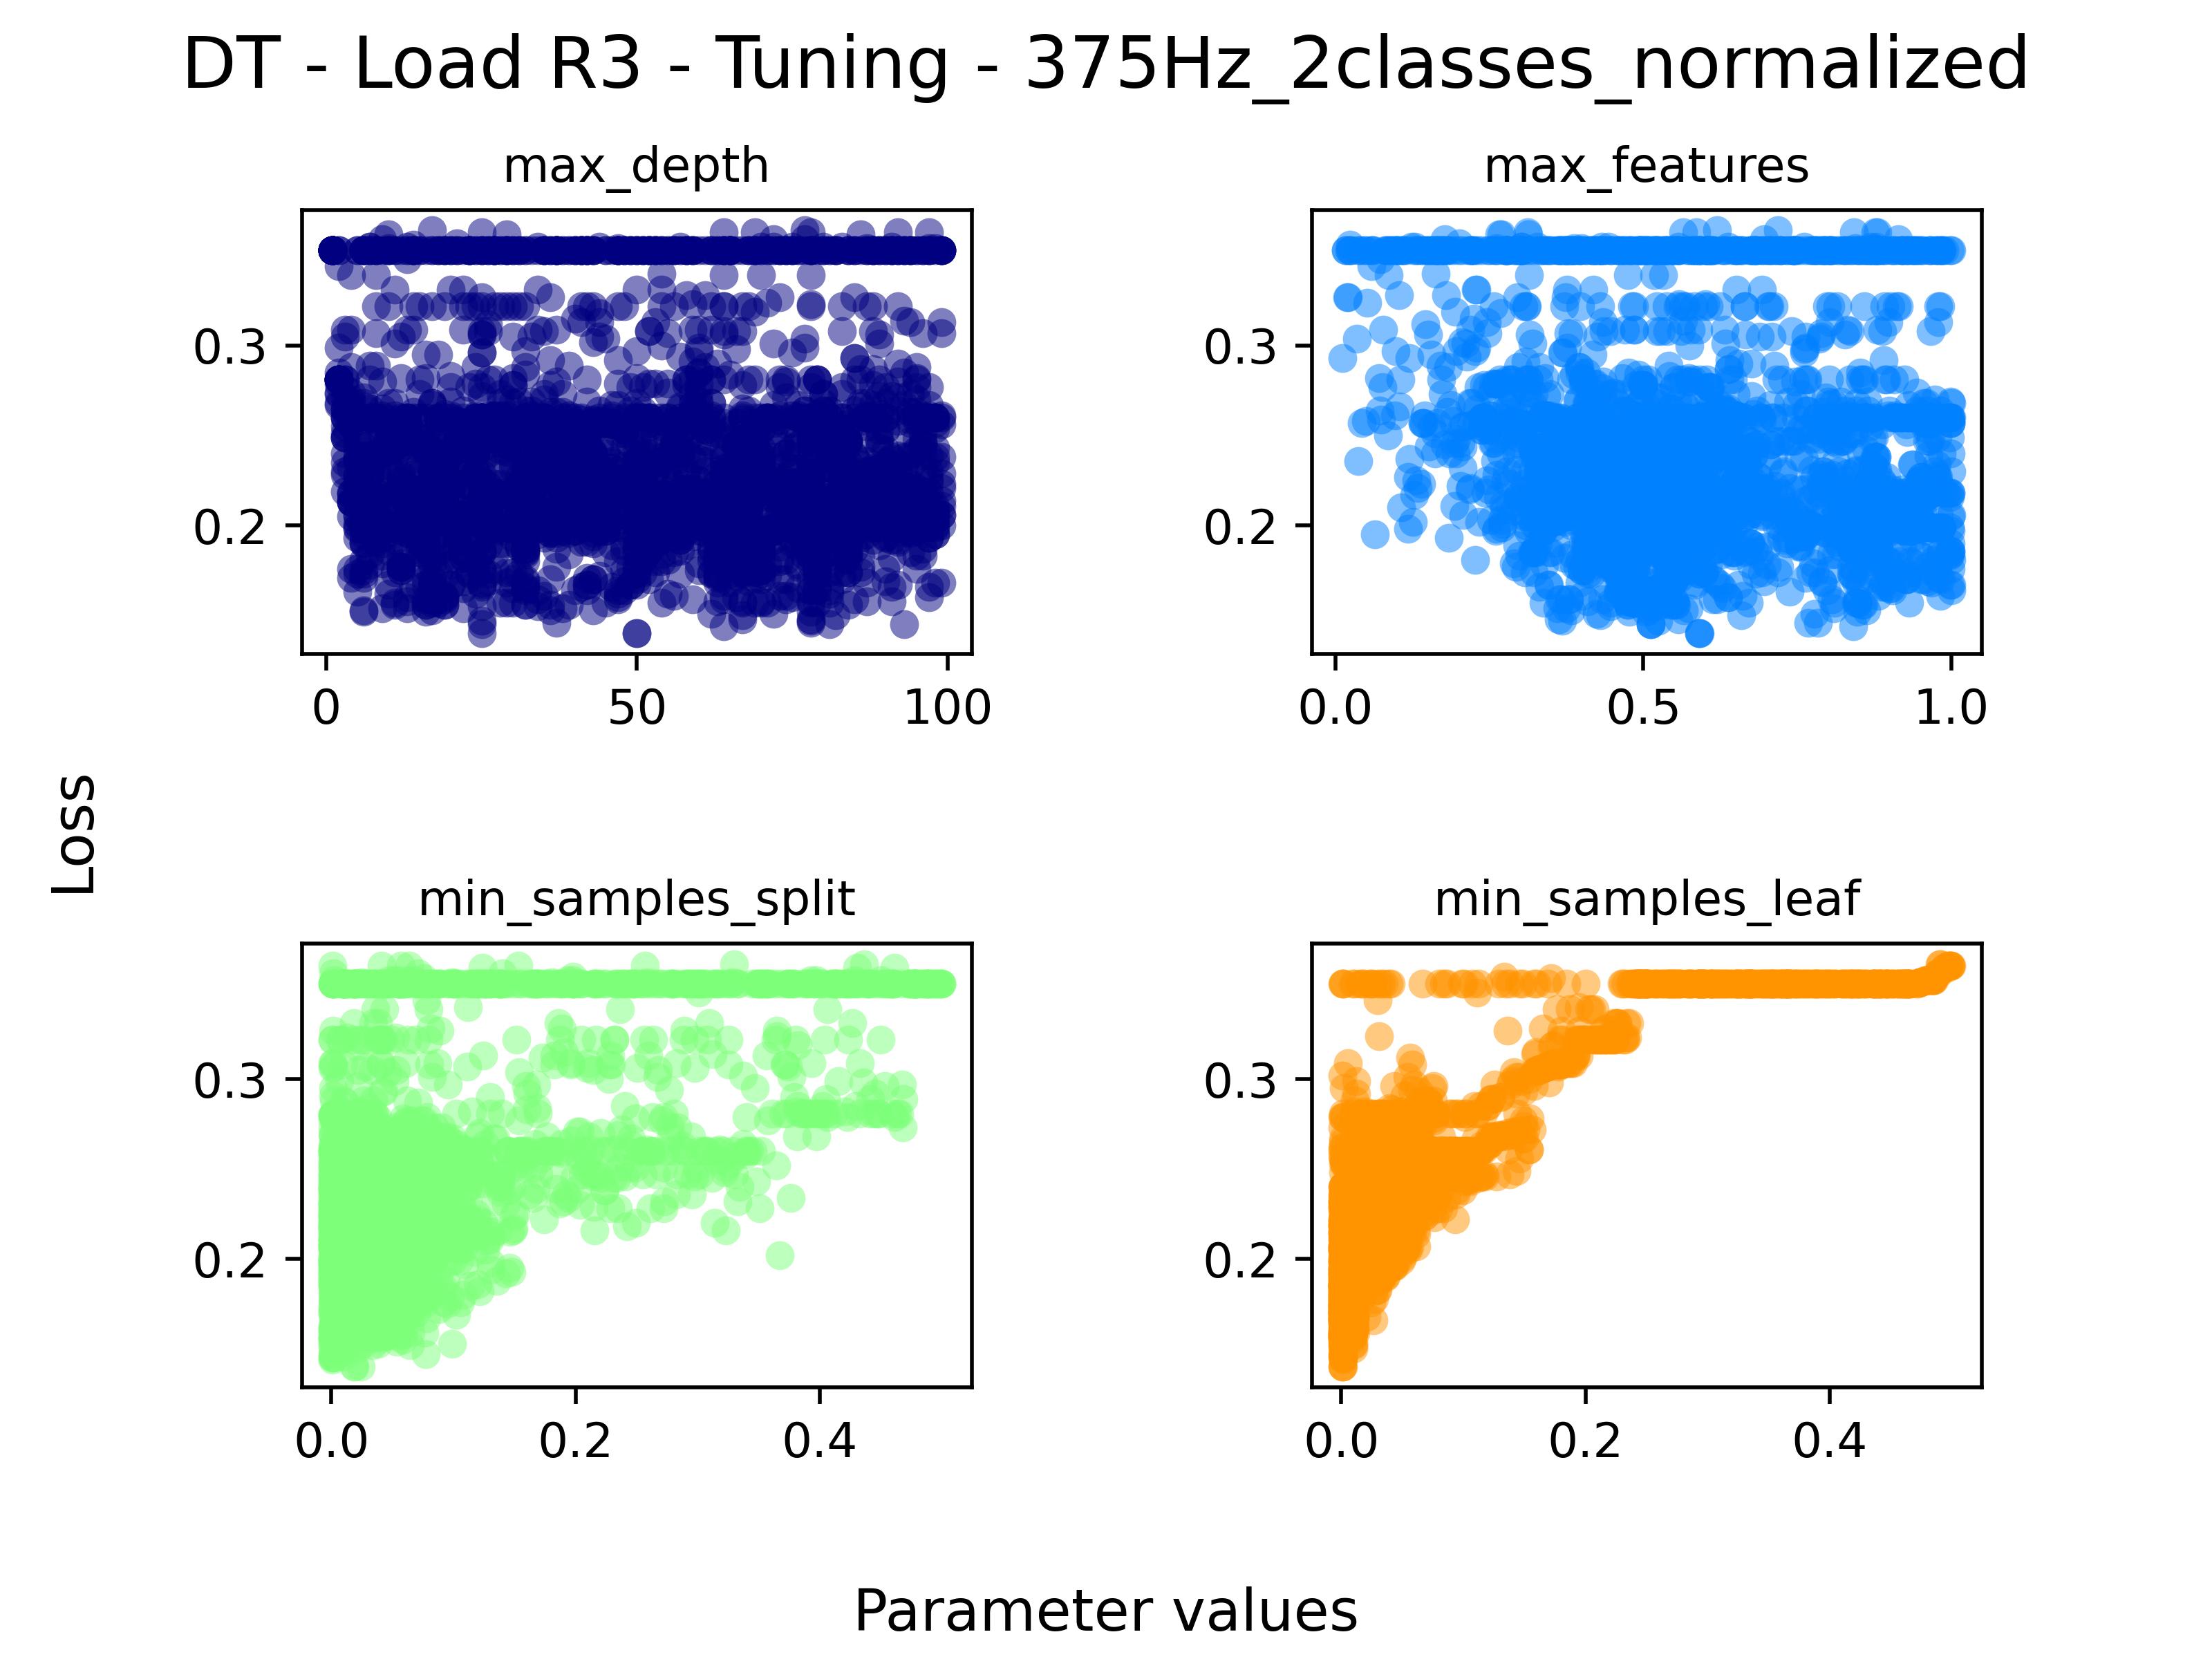 DT - Load R3 - Tuning - 375Hz_2classes_normalized
max_depth
max_features
0.3
0.2
0 50 100
0.3
0.2
0.0 0.5 1.0
Loss
min_samples_split
min_samples_leaf
0.3
0.2
0.0 0.2 0.4
0.3
0.2
0.0 0.2 0.4
Parameter values